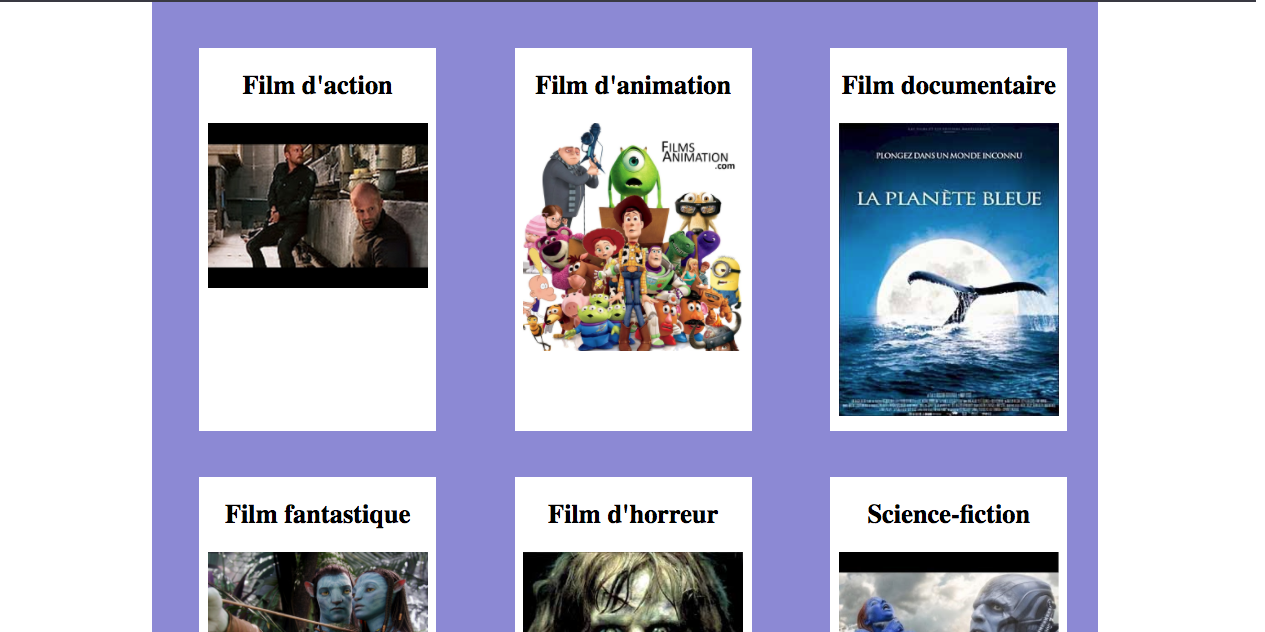 Film d'action
Film d'animation
Film documentaire
FILMS
ANIMATION
.com
PLONGEZ DANS UN MONDE INCONNU
LA PLANÈTE BLEUE
Film fantastique
Film d'horreur
Science-fiction